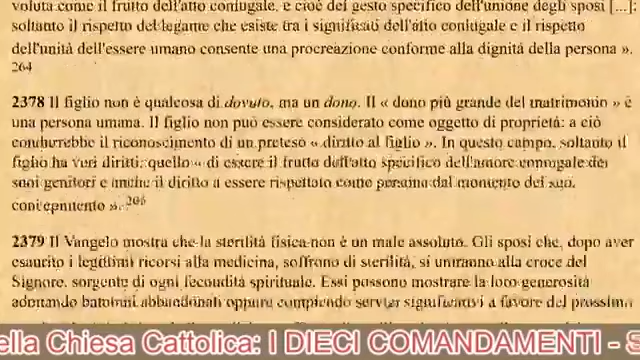 voluta come il frutto dell'atto coniugale, e cioè del gesto specifico dell'unione degli sposi [...];
soltanto il rispetto del legame che esiste tra i significati dell'atto coniugale e il rispetto
dell'unità dell'essere umano consente una procreazione conforme alla dignità della persona ».
264
2378 Il figlio non è qualcosa di dovuto, ma un dono. Il « dono più grande del matrimonio » è
una persona umana. Il figlio non può essere considerato come oggetto di proprietà: a ciò
condurrebbe il riconoscimento di un preteso « diritto al figlio ». In questo campo, soltanto il
figlio ha veri diritti: quello « di essere il frutto dell'atto specifico dell'amore coniugale dei
suoi genitori e anche il diritto a essere rispettato come persona dal momento del suo
concepimento ».
2379 Il Vangelo mostra che la sterilità fisica non è un male assoluto. Gli sposi che, dopo aver
esaurito i legittimi ricorsi alla medicina, soffrono di sterilità, si uniranno alla croce del
Signore, sorgente di ogni fecondità spirituale. Essi possono mostrare la loro generosità
adottando bambini abbandonati oppure compiendo servizi significativi a favore del prossimo
ella Chiesa Cattolica: I DIECI COMANDAMENTI - S